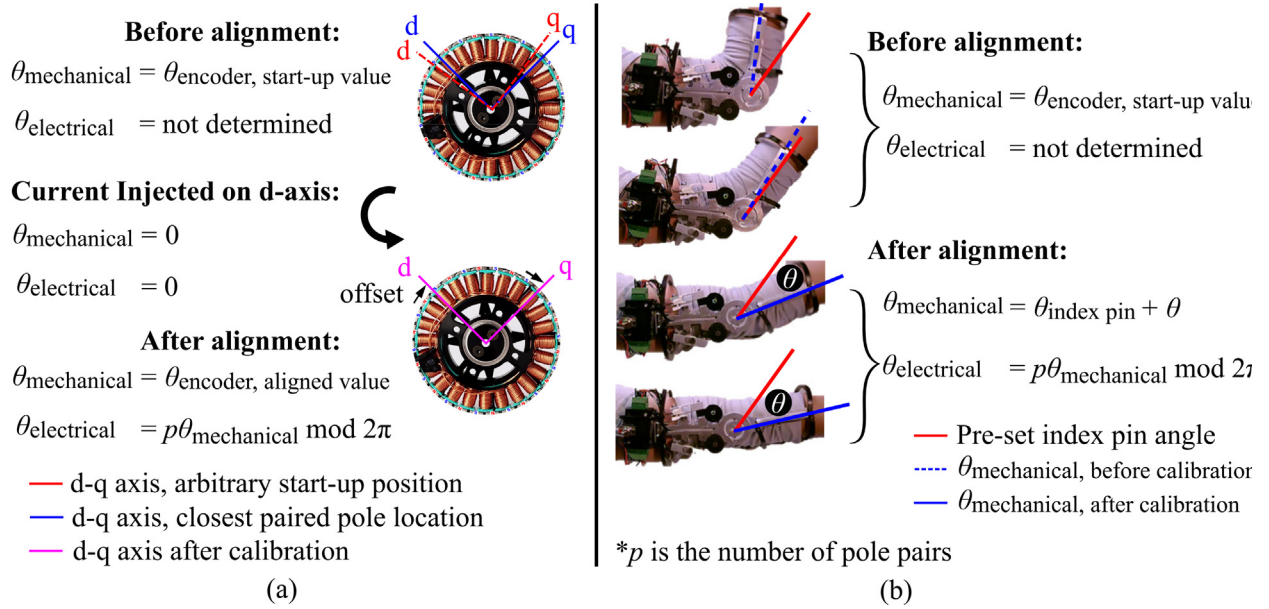 Before alignment:
θmechanical = θencoder, start-up value
θelectrical = not determined
d
d
q
q
Current Injected on d-axis:
θmechanical = 0
θelectrical = 0
d
q
offset
After alignment:
θmechanical = θencoder, aligned value
θelectrical = pθmechanical mod 2π
d-q axis, arbitrary start-up position
d-q axis, closest paired pole location
d-q axis after calibration
(a)
Before alignment:
θmechanical = θencoder, start-up value
θelectrical = not determined
After alignment:
θ
θmechanical = θindex pin + θ
θ
θelectrical = pθmechanical mod 2π
Pre-set index pin angle
θmechanical, before calibration
θmechanical, after calibration
*p is the number of pole pairs
(b)